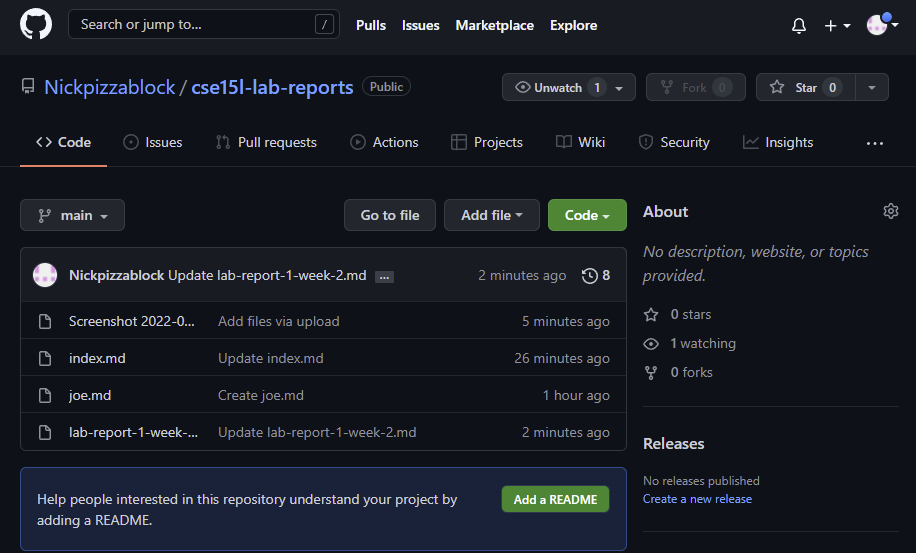 Search or jump to... /
Pulls Issues Marketplace Explore
Nickpizzablock / cse15l-lab-reports Public
Unwatch 1 Fork 0 Star 0
Code Issues Pull requests Actions Projects Wiki Security Insights ...
main Go to file Add file Code
Nickpizzablock Update lab-report-1-week-2.md ... 2 minutes ago 8
Screenshot 2022-0... Add files via upload 5 minutes ago
index.md Update index.md 26 minutes ago
joe.md Create joe.md 1 hour ago
lab-report-1-week-... Update lab-report-1-week-2.md 2 minutes ago
Help people interested in this repository understand your project by
adding a README.
Add a README
About
No description, website, or topics
provided.
0 stars
1 watching
0 forks
Releases
No releases published
Create a new release